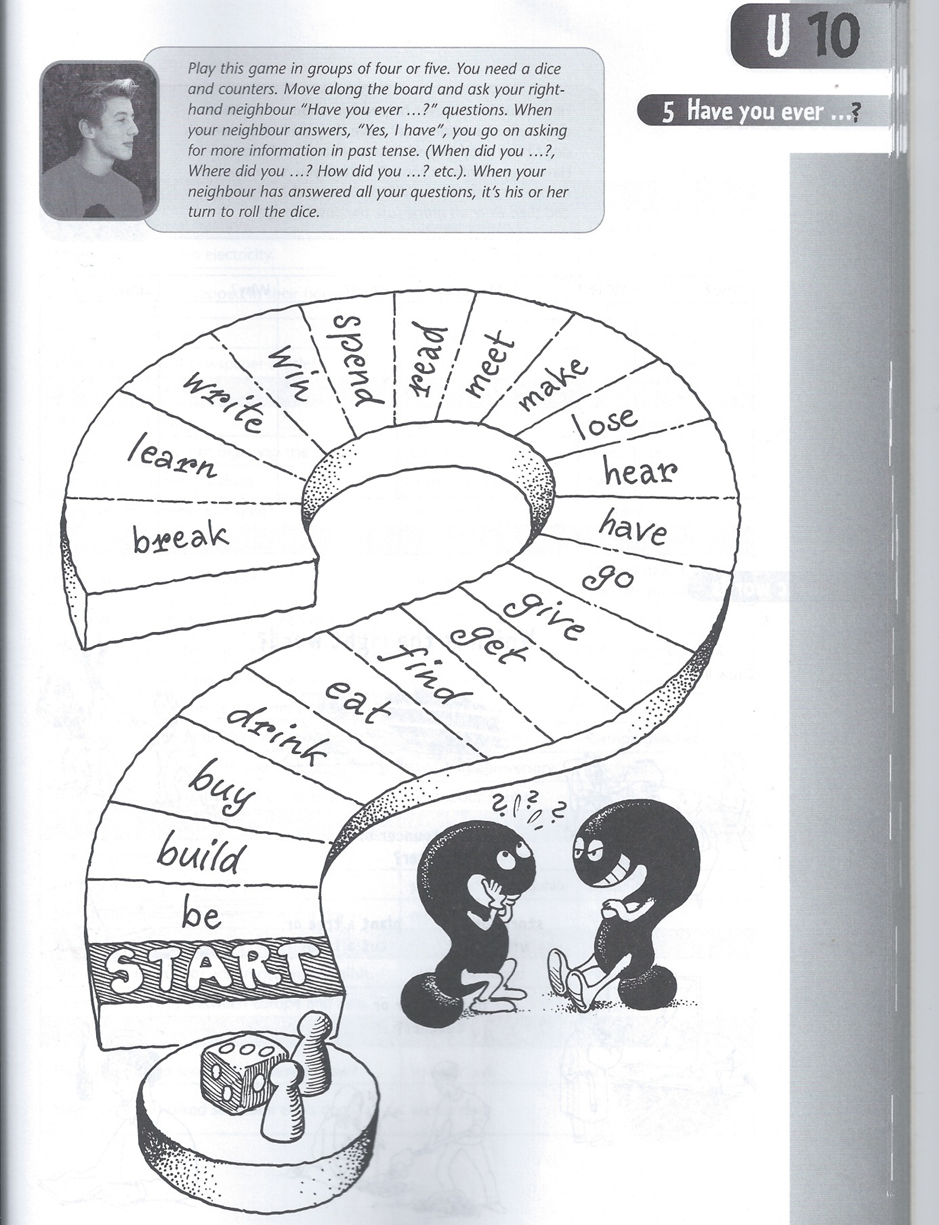 U 10
5 Have you ever ...?
Play this game in groups of four or five. You need a dice
and counters. Move along the board and ask your right-
hand neighbour “Have you ever ...?” questions. When
your neighbour answers, “Yes, I have”, you go on asking
for more information in past tense. (When did you ...?,
Where did you ...? How did you ...? etc.). When your
neighbour has answered all your questions, it’s his or her
turn to roll the dice.
START
be
build
buy
drink
eat
find
get
give
go
have
hear
lose
make
meet
read
spend
win
write
learn
break
? ! ? ? ?